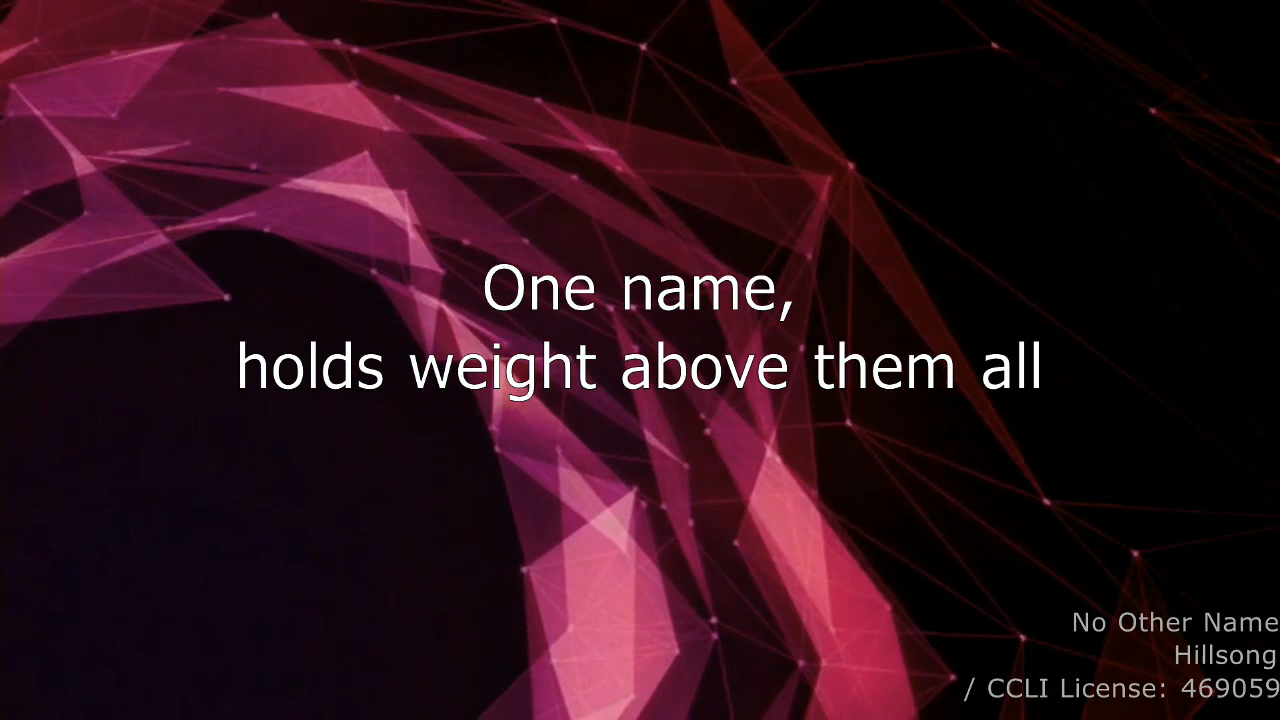 One name,
holds weight above them all
No Other Name
Hillsong
/ CCLI License: 469059